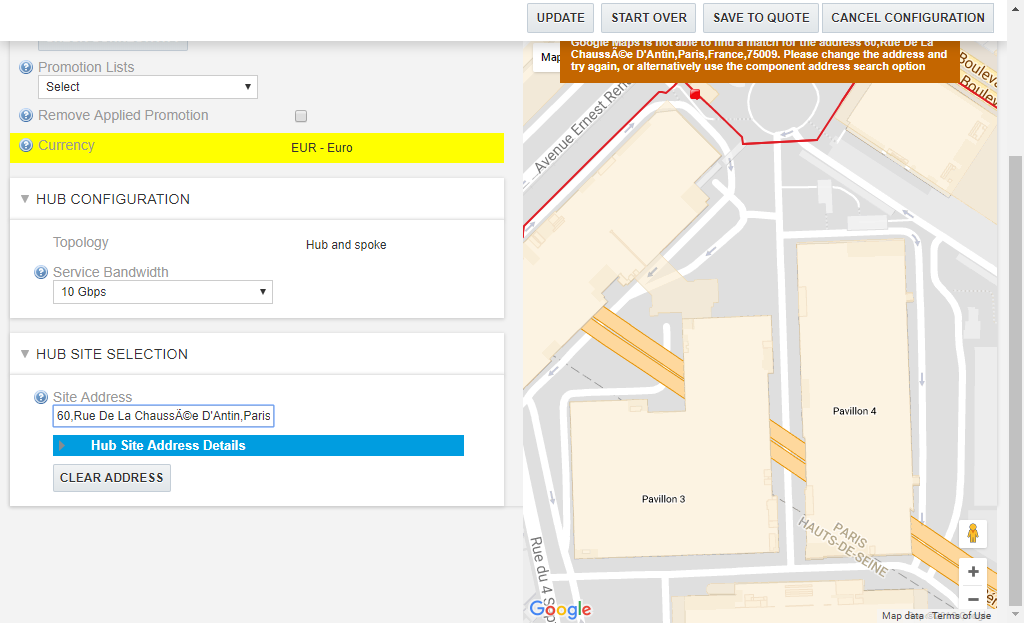 UPDATE
START OVER
SAVE TO QUOTE
CANCEL CONFIGURATION
Promotion Lists
Select
Remove Applied Promotion
Currency
EUR - Euro
HUB CONFIGURATION
Topology
Hub and spoke
Service Bandwidth
10 Gbps
HUB SITE SELECTION
Site Address
60,Rue De La ChaussÃ©e D'Antin,Paris
Hub Site Address Details
CLEAR ADDRESS
Google Maps is not able to find a match for the address 60,Rue De La
ChaussÃ©e D'Antin,Paris,France,75009. Please change the address and
try again, or alternatively use the component address search option
Map
Avenue Ernest Ren
Bouleva
Boulev
Pavillon 4
Pavillon 3
PARIS
HAUTS-DE-SEINE
Rue du 4 Sep
Google
Map data
Terms of Use